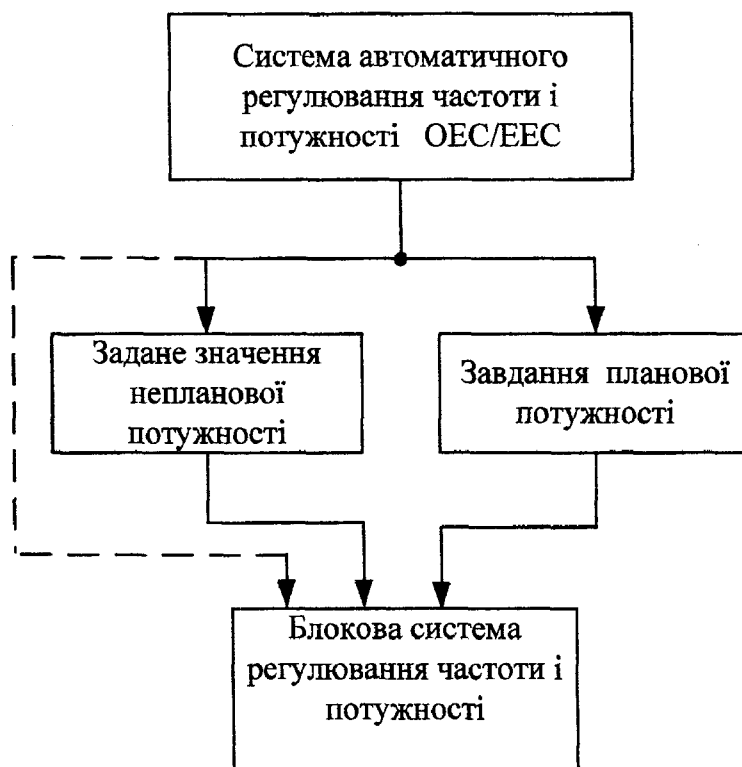 Система автоматичного
регулювання частоти і
потужності ОЕС/ЕЕС
Задане значення
непланової
потужності
Завдання планової
потужності
Блокова система
регулювання частоти і
потужності